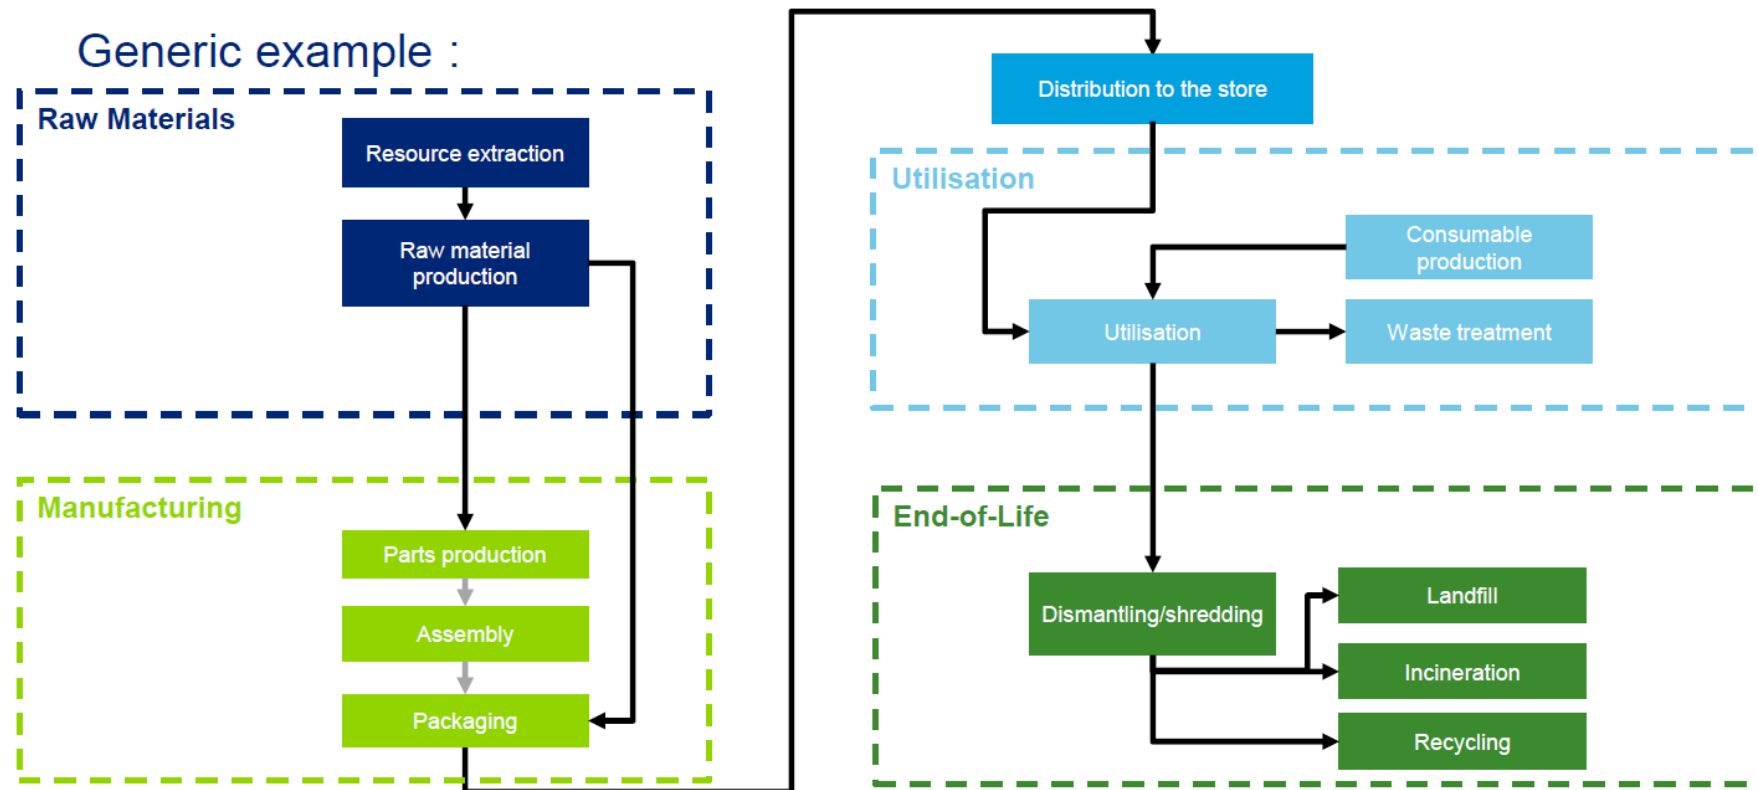 Generic example :
Raw Materials
Resource extraction
Raw material
production
Manufacturing
Parts production
Assembly
Packaging
Distribution to the store
Utilisation
Consumable
production
Utilisation
Waste treatment
End-of-Life
Dismantling/shredding
Landfill
Incineration
Recycling